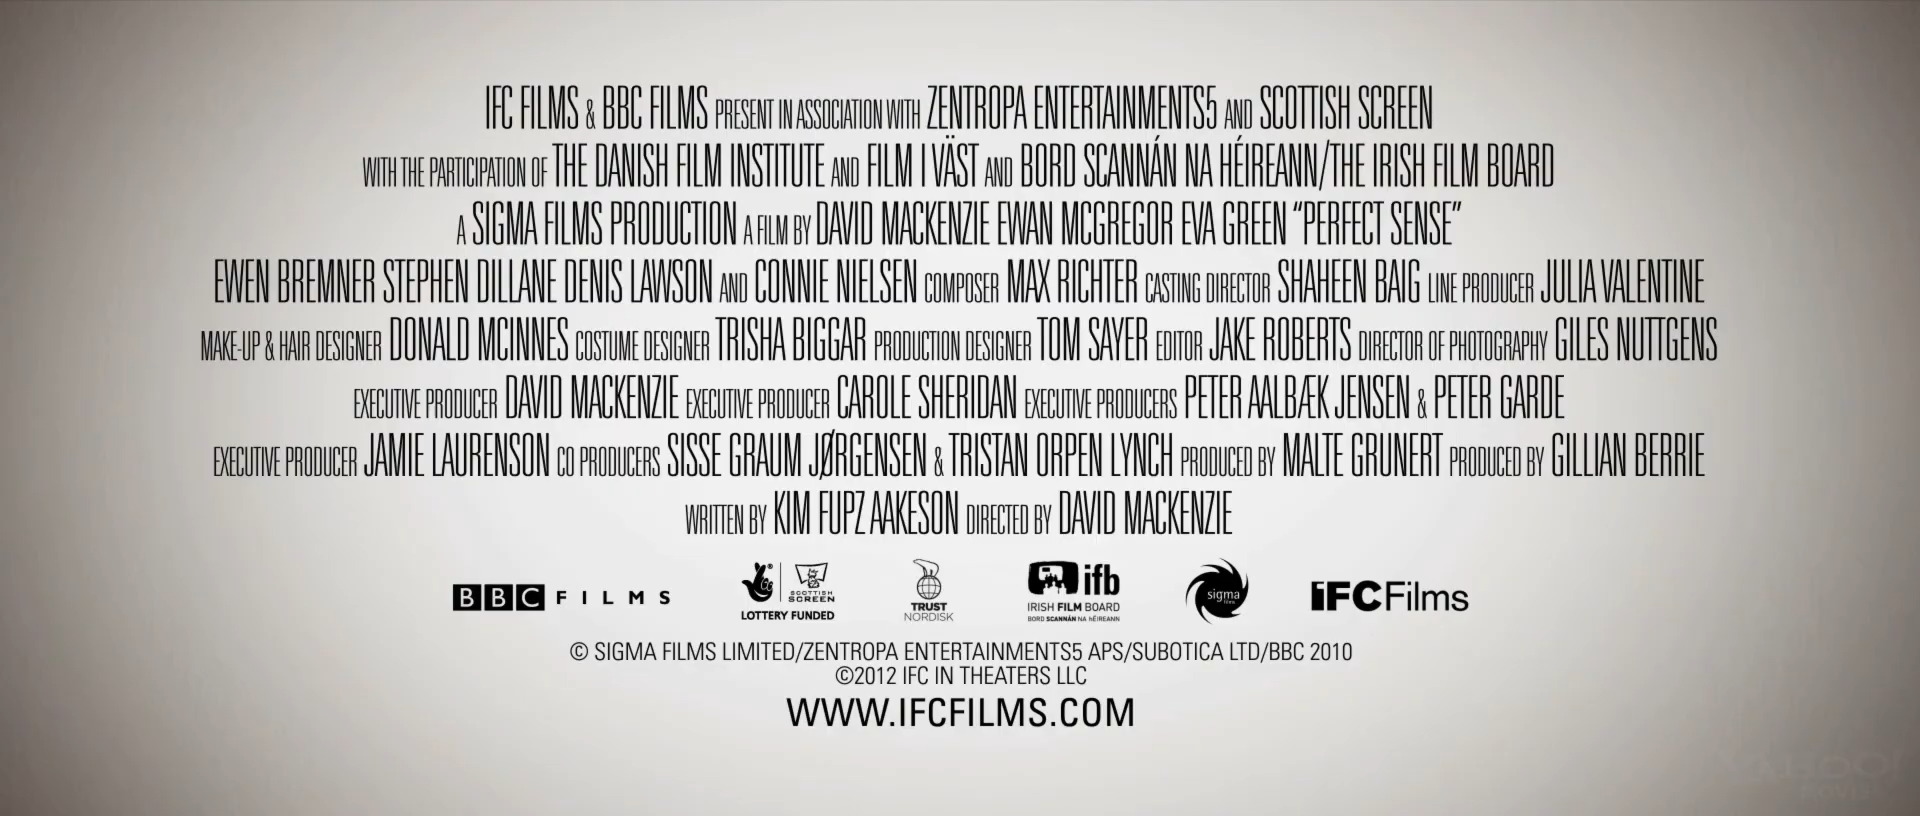 IFC FILMS & BBC FILMS PRESENT IN ASSOCIATION WITH ZENTROPA ENTERTAINMENTS5 AND SCOTTISH SCREEN
WITH THE PARTICIPATION OF THE DANISH FILM INSTITUTE AND FILM I VÄST AND BORD SCANNÁN NA HÉIREANN/THE IRISH FILM BOARD
A SIGMA FILMS PRODUCTION A FILM BY DAVID MACKENZIE EWAN MCGREGOR EVA GREEN “PERFECT SENSE”
EWEN BREMNER STEPHEN DILLANE DENIS LAWSON AND CONNIE NIELSEN COMPOSER MAX RICHTER CASTING DIRECTOR SHAHEEN BAIG LINE PRODUCER JULIA VALENTINE
MAKE-UP & HAIR DESIGNER DONALD MCINNES COSTUME DESIGNER TRISHA BIGGAR PRODUCTION DESIGNER TOM SAYER EDITOR JAKE ROBERTS DIRECTOR OF PHOTOGRAPHY GILES NUTTGENS
EXECUTIVE PRODUCER DAVID MACKENZIE EXECUTIVE PRODUCER CAROLE SHERIDAN EXECUTIVE PRODUCERS PETER AALBÆK JENSEN & PETER GARDE
EXECUTIVE PRODUCER JAMIE LAURENSON CO PRODUCERS SISSE GRAUM JØRGENSEN & TRISTAN ORPEN LYNCH PRODUCED BY MALTE GRUNERT PRODUCED BY GILLIAN BERRIE
WRITTEN BY KIM FUPZ AAKESON DIRECTED BY DAVID MACKENZIE
BBC FILMS
SCOTTISH
SCREEN
LOTTERY FUNDED
TRUST
NORDISK
ifb
IRISH FILM BOARD
BORD SCANNÁN NA hÉIREANN
sigma
films
IFC Films
© SIGMA FILMS LIMITED/ZENTROPA ENTERTAINMENTS5 APS/SUBOTICA LTD/BBC 2010
©2012 IFC IN THEATERS LLC
WWW.IFCFILMS.COM
YAHOO!
MOVIES